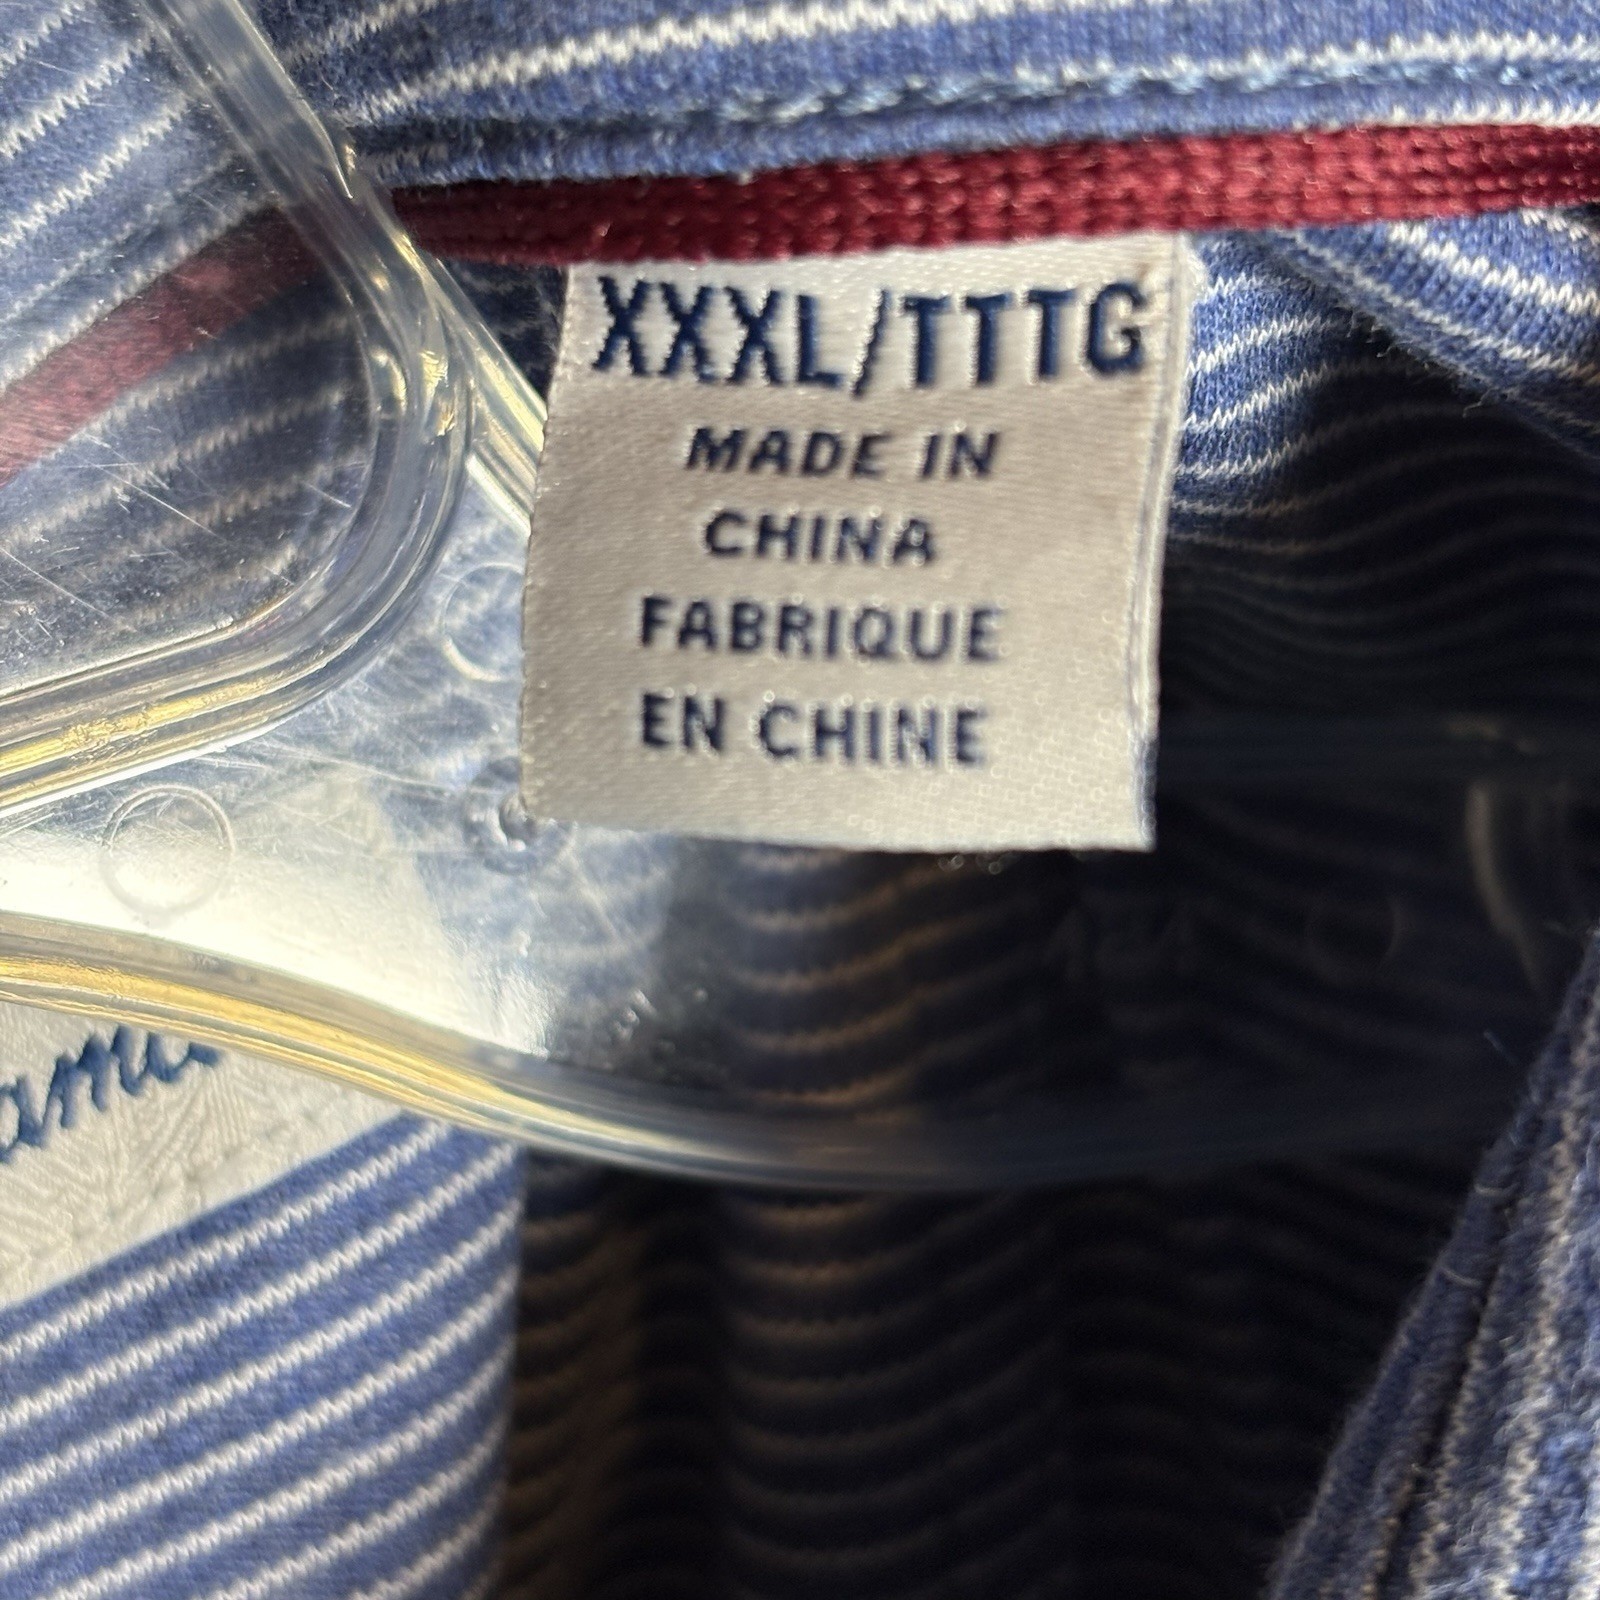 XXXL/TTTG
MADE IN
CHINA
FABRIQUE
EN CHINE